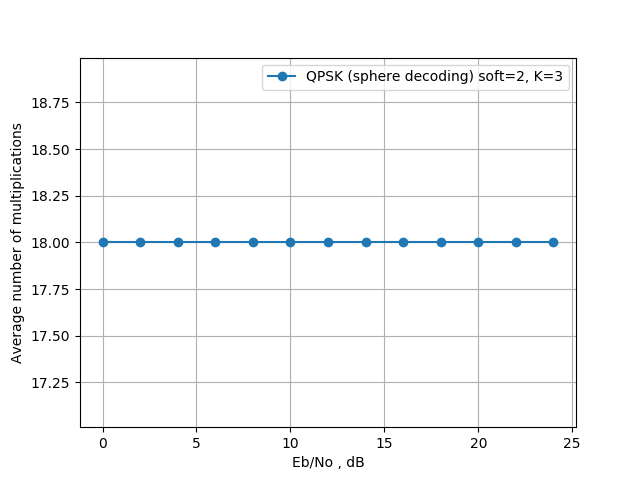 QPSK (sphere decoding) soft=2, K=3
18.75
18.50
18.25
18.00
17.75
17.50
17.25
Average number of multiplications
0 5 10 15 20 25
Eb/No , dB